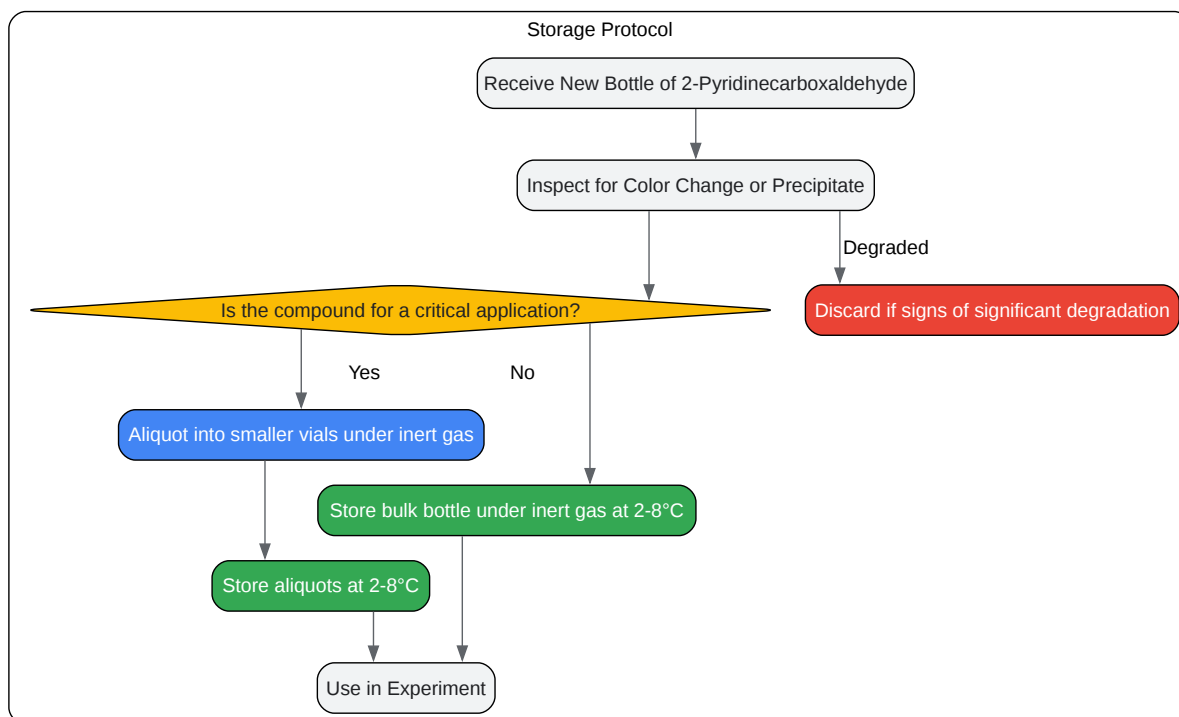 Storage Protocol
Receive New Bottle of 2-Pyridinecarboxaldehyde
Inspect for Color Change or Precipitate
Degraded
Is the compound for a critical application?
Discard if signs of significant degradation
Yes
No
Aliquot into smaller vials under inert gas
Store bulk bottle under inert gas at 2-8°C
Store aliquots at 2-8°C
Use in Experiment